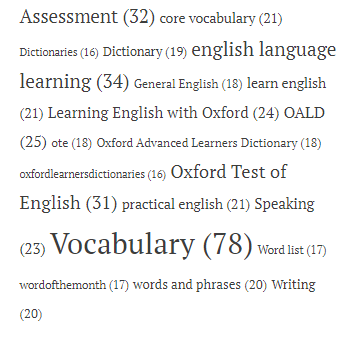 Assessment (32) core vocabulary (21)
Dictionaries (16) Dictionary (19) english language
learning (34) General English (18) learn english
(21) Learning English with Oxford (24) OALD
(25) ote (18) Oxford Advanced Learners Dictionary (18)
oxfordlearnersdictionaries (16) Oxford Test of
English (31) practical english (21) Speaking
(23) Vocabulary (78) Word list (17)
wordofthemonth (17) words and phrases (20) Writing
(20)